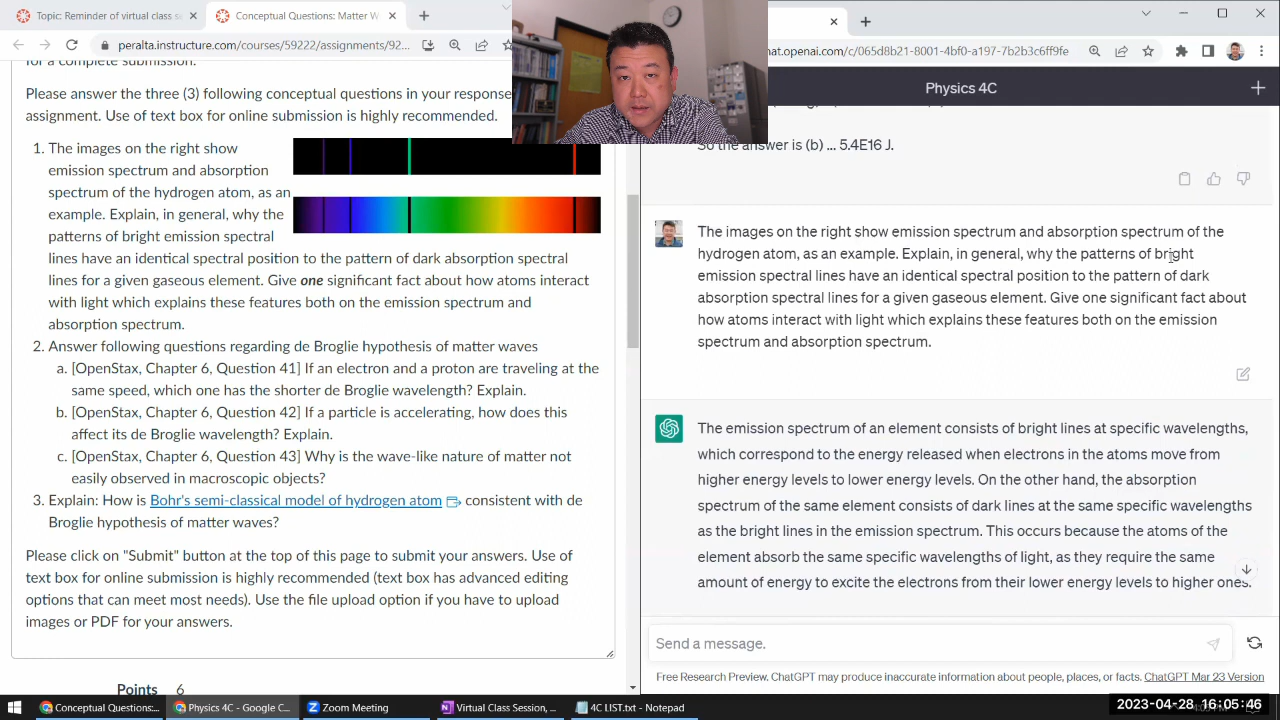 Topic: Reminder of virtual class s
Conceptual Questions: Matter W
peralta.instructure.com/courses/59222/assignments/92...
for a complete submission.
Please answer the three (3) following conceptual questions in your response
assignment. Use of text box for online submission is highly recommended.
1. The images on the right show
emission spectrum and absorption
spectrum of the hydrogen atom, as an
example. Explain, in general, why the
patterns of bright emission spectral
lines have an identical spectral position to the pattern of dark absorption spectral
lines for a given gaseous element. Give one significant fact about how atoms interact
with light which explains these features both on the emission spectrum and
absorption spectrum.
2. Answer following questions regarding de Broglie hypothesis of matter waves
a. [OpenStax, Chapter 6, Question 41] If an electron and a proton are traveling at the
same speed, which one has the shorter de Broglie wavelength? Explain.
b. [OpenStax, Chapter 6, Question 42] If a particle is accelerating, how does this
affect its de Broglie wavelength? Explain.
c. [OpenStax, Chapter 6, Question 43] Why is the wave-like nature of matter not
easily observed in macroscopic objects?
3. Explain: How is Bohr's semi-classical model of hydrogen atom consistent with de
Broglie hypothesis of matter waves?
Please click on "Submit" button at the top of this page to submit your answers. Use of
text box for online submission is highly recommended (text box has advanced editing
options that can meet most needs). Use the file upload option if you have to upload
images or PDF for your answers.
Points 6
hat.openai.com/c/065d8b21-8001-4bf0-a197-7b2b3c6ff9fe
Physics 4C
So the answer is (b) ... 5.4E16 J.
The images on the right show emission spectrum and absorption spectrum of the
hydrogen atom, as an example. Explain, in general, why the patterns of bright
emission spectral lines have an identical spectral position to the pattern of dark
absorption spectral lines for a given gaseous element. Give one significant fact about
how atoms interact with light which explains these features both on the emission
spectrum and absorption spectrum.
The emission spectrum of an element consists of bright lines at specific wavelengths,
which correspond to the energy released when electrons in the atoms move from
higher energy levels to lower energy levels. On the other hand, the absorption
spectrum of the same element consists of dark lines at the same specific wavelengths
as the bright lines in the emission spectrum. This occurs because the atoms of the
element absorb the same specific wavelengths of light, as they require the same
amount of energy to excite the electrons from their lower energy levels to higher ones.
Send a message.
Free Research Preview. ChatGPT may produce inaccurate information about people, places, or facts. ChatGPT Mar 23 Version
Conceptual Questions:...
Physics 4C - Google C...
Zoom Meeting
Virtual Class Session, ...
4C LIST.txt - Notepad
2023-04-28 16:05:46